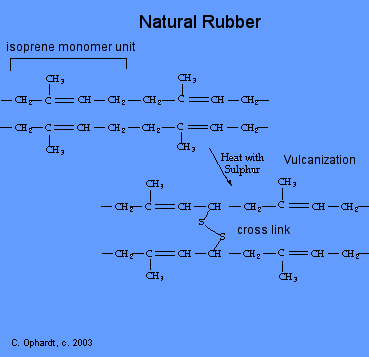 Natural Rubber
isoprene monomer unit
CH3 CH3
CH2 C CH CH2 CH2 C CH CH2
CH2 C CH CH2 CH2 C CH CH2
CH3 CH3
Heat with
Sulphur
Vulcanization
CH3 CH3
CH2 C CH CH CH2 C CH CH2
S
S
cross link
CH2 C CH CH CH2 C CH CH2
CH3 CH3
C. Ophardt, c. 2003